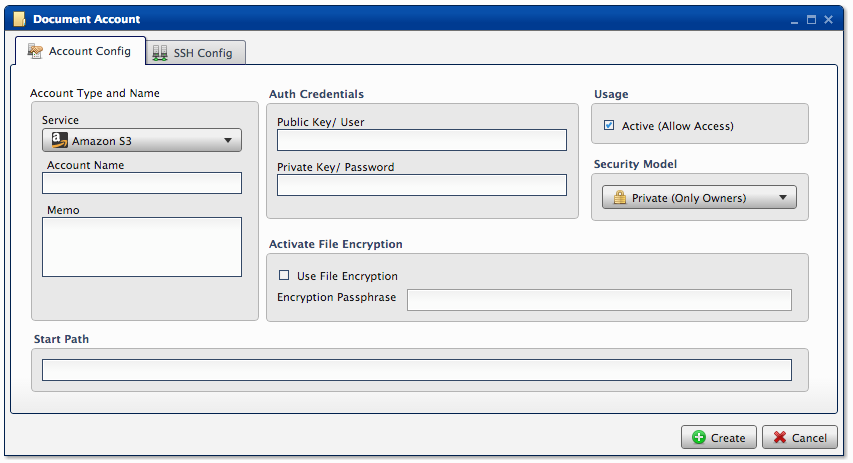 Document Account
Account Config
SSH Config
Account Type and Name
Service
Amazon S3
Account Name
Memo
Auth Credentials
Public Key/ User
Private Key/ Password
Usage
Active (Allow Access)
Security Model
Private (Only Owners)
Activate File Encryption
Use File Encryption
Encryption Passphrase
Start Path
Create
Cancel